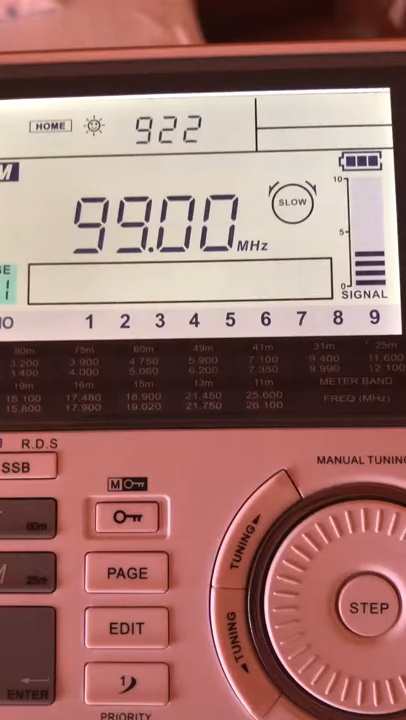 HOME 922
M
SLOW
99.00 MHz
10
5
0
SIGNAL
1 2 3 4 5 6 7 8 9
90m 75m 60m 49m 41m 31m 25m
3.200 3.900 4.750 5.900 7.100 9.400 11.600
3.400 4.000 5.060 6.200 7.350 9.990 12.100
19m 16m 15m 13m 11m METER BAND
15.100 17.480 18.900 21.450 25.600 FREQ (MHz)
15.800 17.900 19.020 21.750 26.100
R.D.S
SSB
MANUAL TUNING
M
60m
TUNING
25m
PAGE
STEP
EDIT
TUNING
ENTER
1
PRIORITY